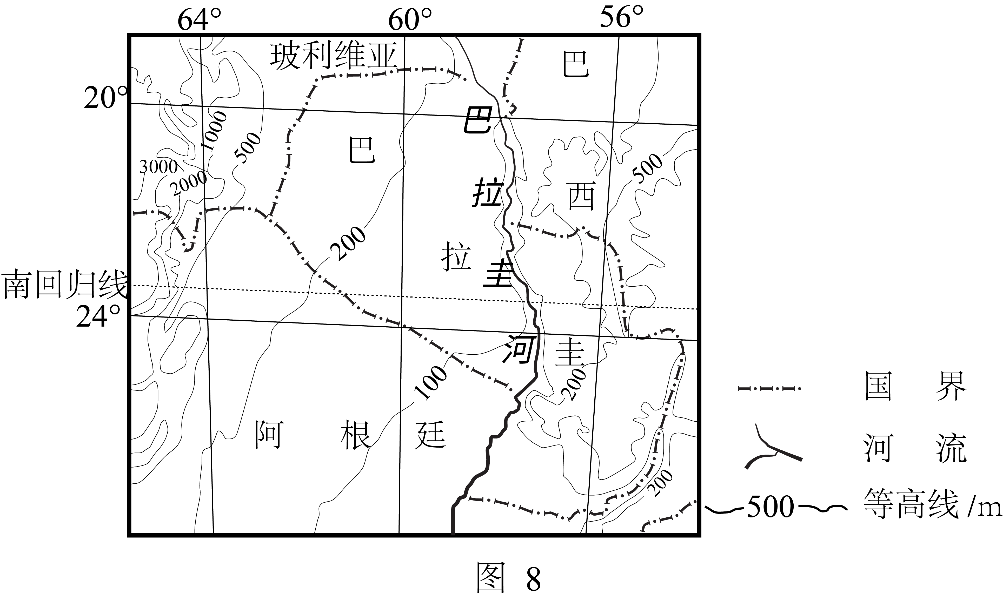 64° 60° 56°
玻利维亚 巴
20°
巴
1000
巴 500
3000
2000
500
拉 西
200
拉
圭
南回归线
24°
河 圭
100
200
阿根廷
200
国界
河流
500 等高线/m
图 8